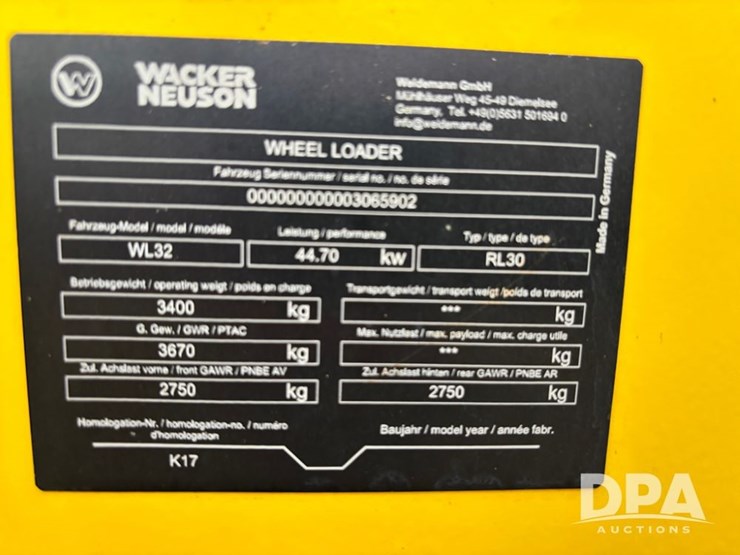 WACKER NEUSON
Weidemann GmbH
Mühlhäuser Weg 45-49 Diemelsee
Germany, Tel. +49(0)5631 501694 0
info@weidemann.de
WHEEL LOADER
Fahrzeug Seriennummer / serial no. / no. de série
000000000003065902
Made in Germany
Fahrzeug-Model / model / modéle
Leistung / performance
Typ / type / de type
WL32
44.70 kw
RL30
Betriebsgewicht / operating weigt / poids en charge
Transportgewicht / transport weigt /poids de transport
3400 kg
*** kg
G. Gew. / GWR / PTAC
Max. Nutzlast / max. payload / max. charge utile
3670 kg
*** kg
Zul. Achslast vorne / front GAWR / PNBE AV
Zul. Achslast hinten / rear GAWR / PNBE AR
2750 kg
2750 kg
Homologation-Nr. / homologation-no. / numéro
d'homologation
Baujahr / model year / année fabr.
K17
DPA
AUCTIONS